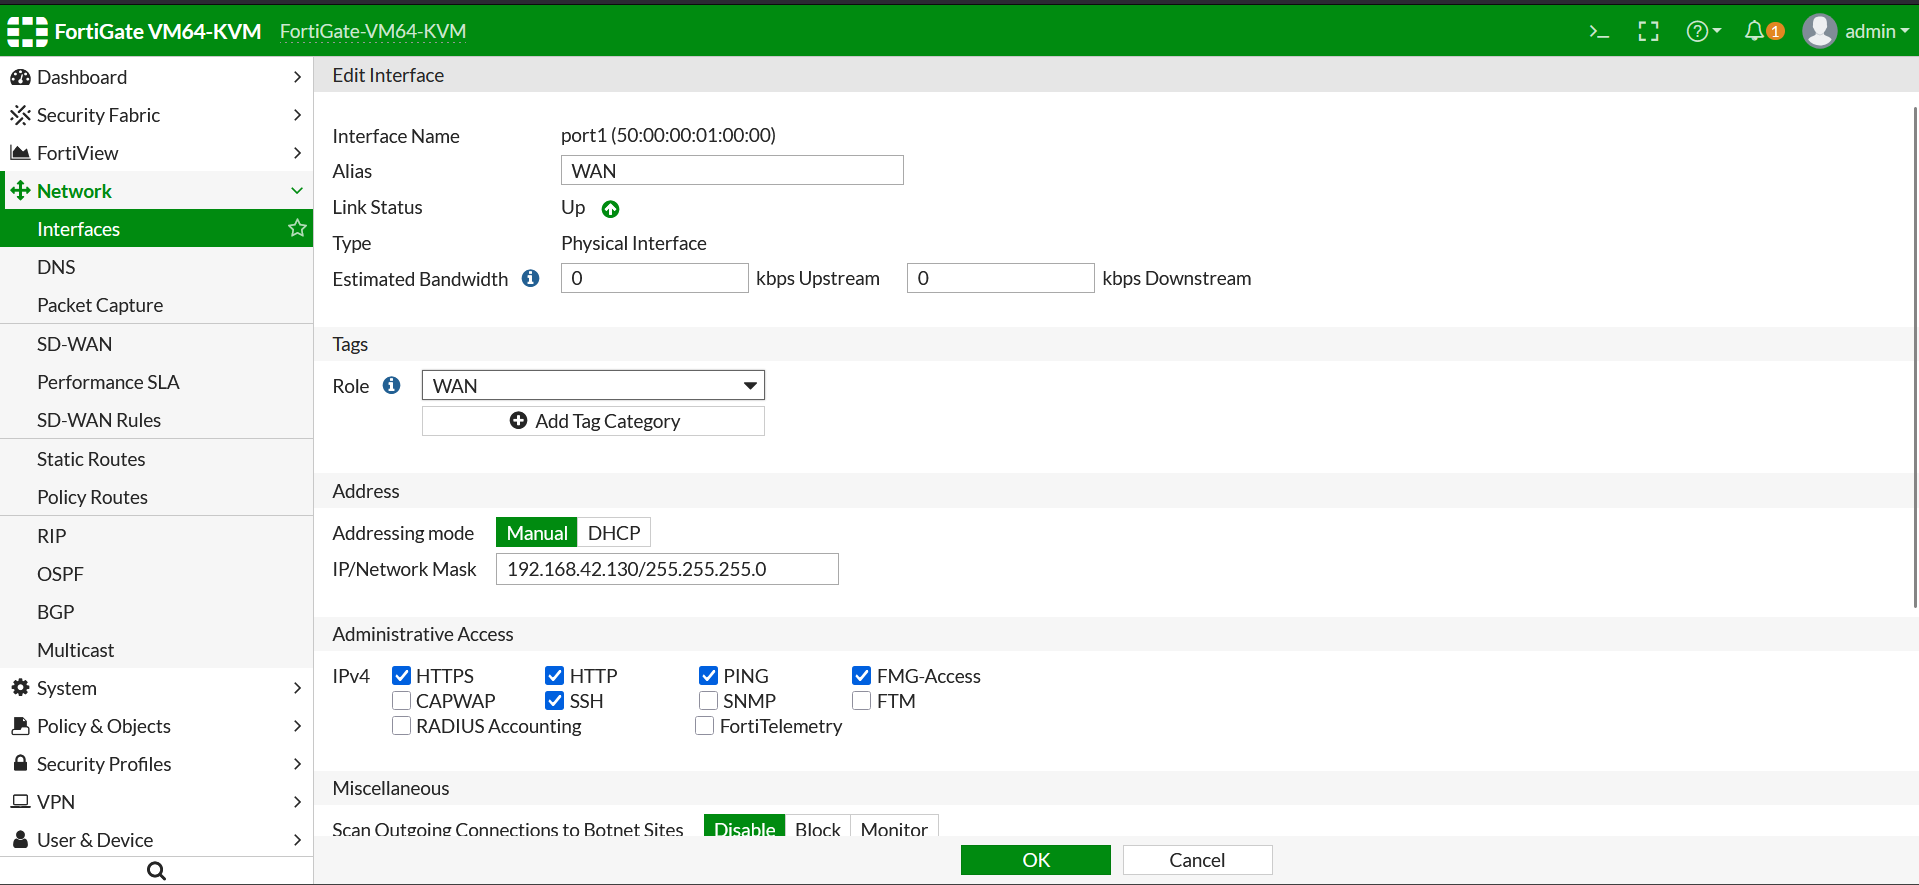 FortiGate VM64-KVM FortiGate-VM64-KVM 1 admin
Dashboard
Security Fabric
FortiView
Network
Interfaces
DNS
Packet Capture
SD-WAN
Performance SLA
SD-WAN Rules
Static Routes
Policy Routes
RIP
OSPF
BGP
Multicast
System
Policy & Objects
Security Profiles
VPN
User & Device
Edit Interface
Interface Name port1 (50:00:00:01:00:00)
Alias WAN
Link Status Up
Type Physical Interface
Estimated Bandwidth 0 kbps Upstream 0 kbps Downstream
Tags
Role WAN
Add Tag Category
Address
Addressing mode Manual DHCP
IP/Network Mask 192.168.42.130/255.255.255.0
Administrative Access
IPv4 HTTPS HTTP PING FMG-Access
CAPWAP SSH SNMP FTM
RADIUS Accounting FortiTelemetry
Miscellaneous
Scan Outgoing Connections to Botnet Sites Disable Block Monitor
OK Cancel